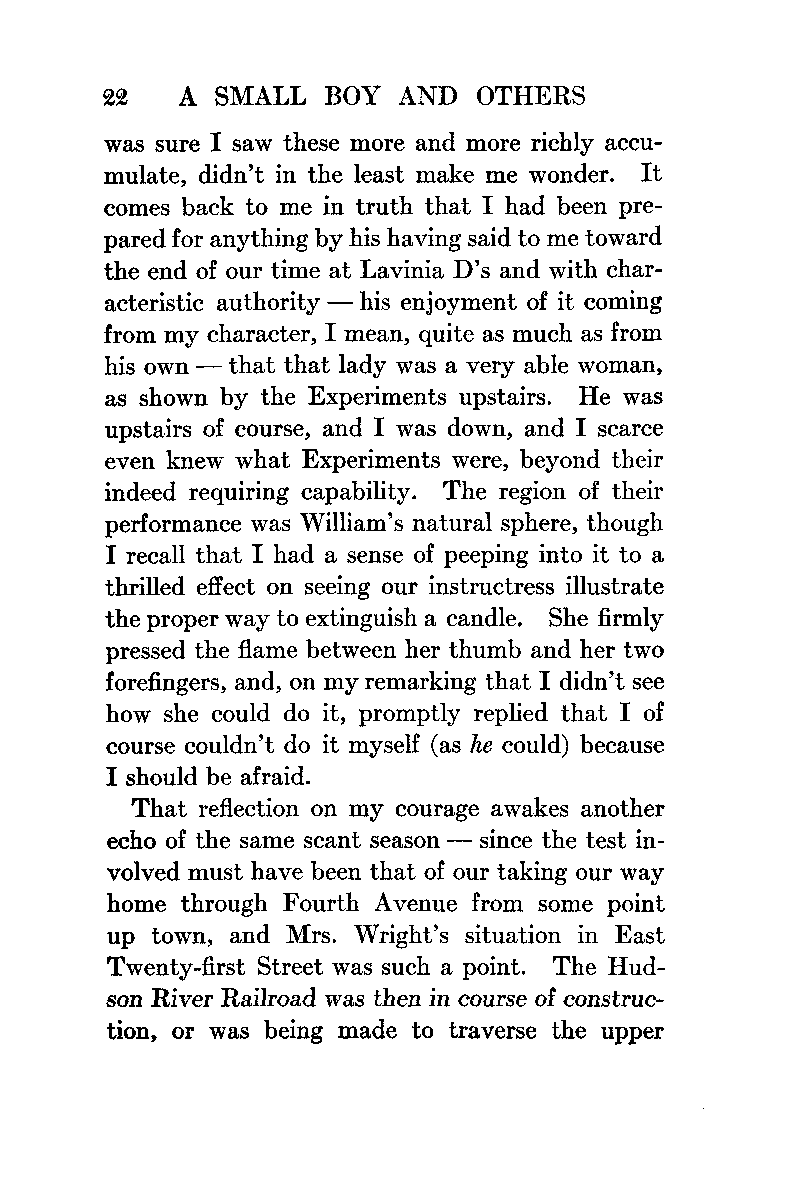 22 A SMALL BOY AND OTHERS
was sure I saw these more and more richly accu-
mulate, didn't in the least make me wonder. It
comes back to me in truth that I had been pre-
pared for anything by his having said to me toward
the end of our time at Lavinia D's and with char-
acteristic authority — his enjoyment of it coming
from my character, I mean, quite as much as from
his own — that that lady was a very able woman,
as shown by the Experiments upstairs. He was
upstairs of course, and I was down, and I scarce
even knew what Experiments were, beyond their
indeed requiring capability. The region of their
performance was William's natural sphere, though
I recall that I had a sense of peeping into it to a
thrilled effect on seeing our instructress illustrate
the proper way to extinguish a candle. She firmly
pressed the flame between her thumb and her two
forefingers, and, on my remarking that I didn't see
how she could do it, promptly replied that I of
course couldn't do it myself (as he could) because
I should be afraid.
That reflection on my courage awakes another
echo of the same scant season — since the test in-
volved must have been that of our taking our way
home through Fourth Avenue from some point
up town, and Mrs. Wright's situation in East
Twenty-first Street was such a point. The Hud-
son River Railroad was then in course of construc-
tion, or was being made to traverse the upper